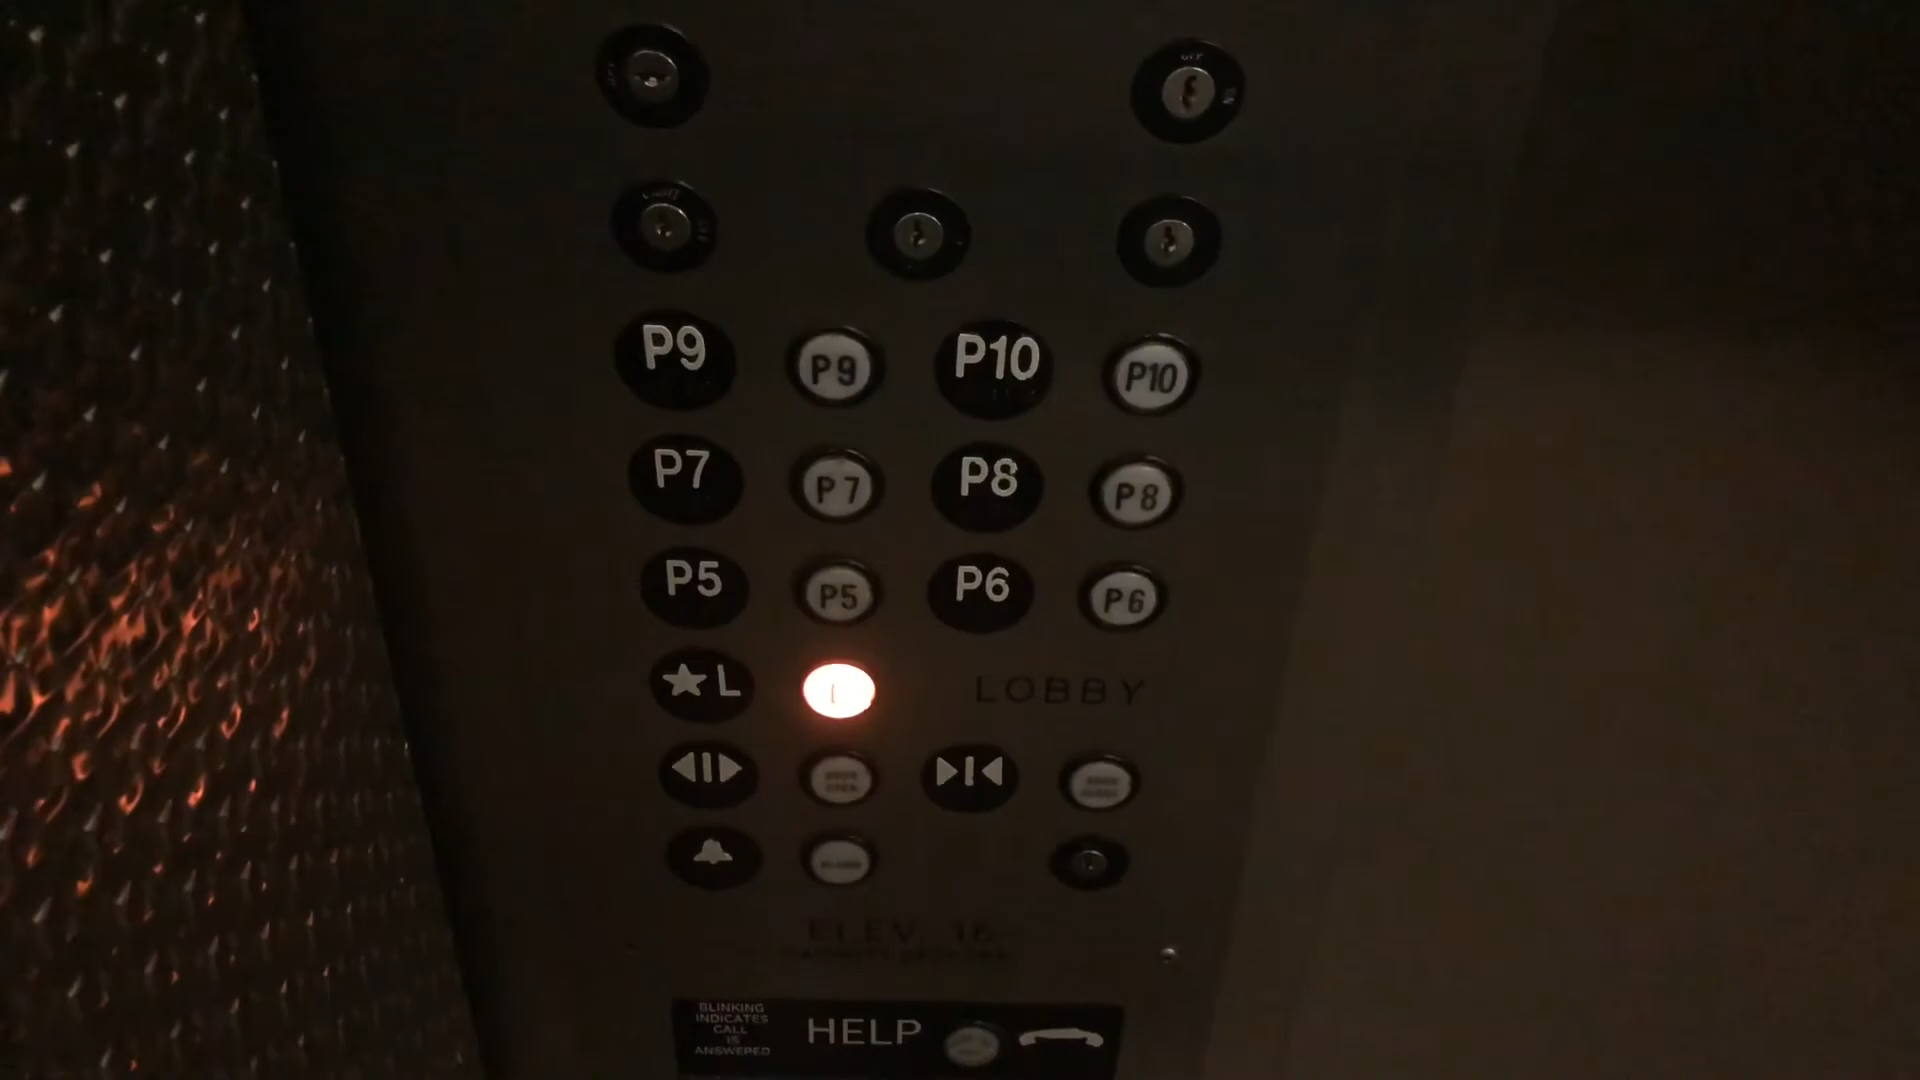 OFF
P9 P9 P10 P10
P7 P7 P8 P8
P5 P5 P6 P6
★L LOBBY
ELEV. 16
BLINKING
INDICATES
CALL
IS
ANSWERED
HELP